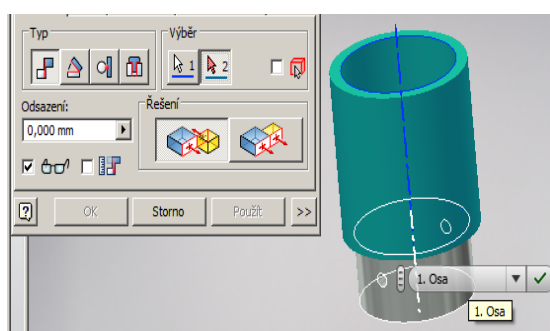 Typ
Výběr
1
2
Odsazení:
Řešení
0,000 mm
OK
Storno
Použít
>>
1. Osa
1. Osa